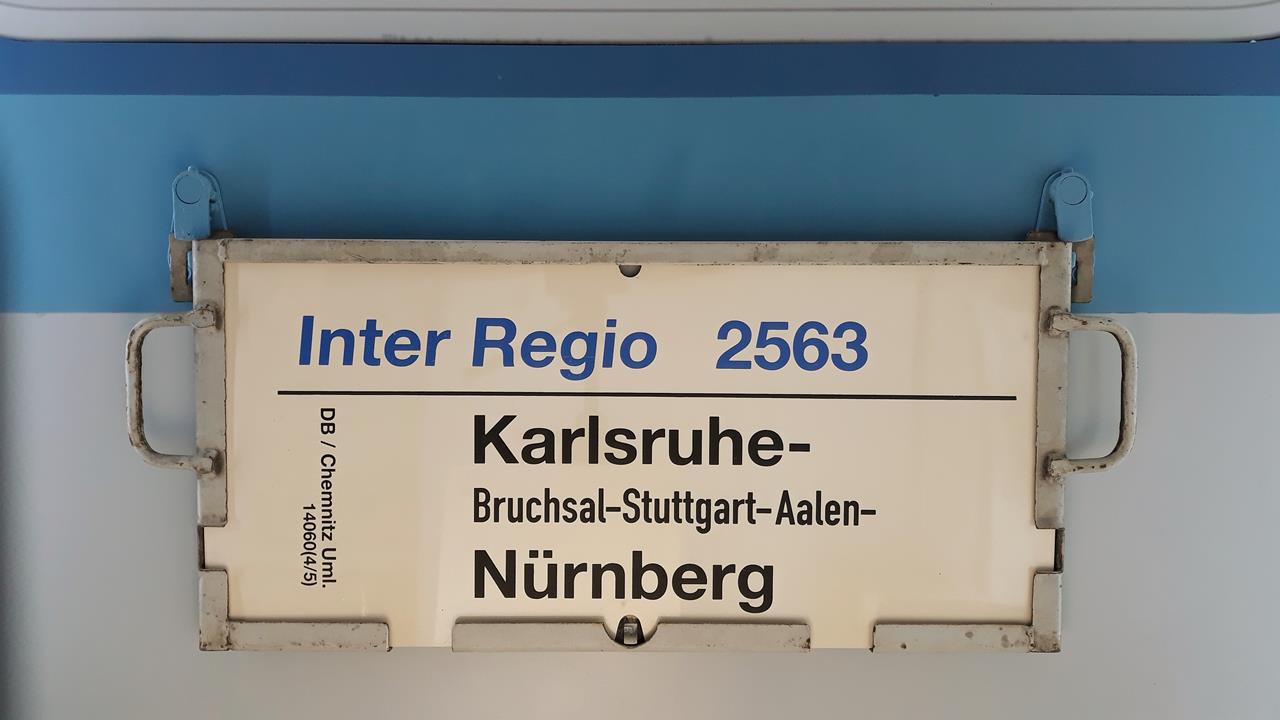 Inter Regio 2563
Karlsruhe-
Bruchsal-Stuttgart-Aalen-
Nürnberg
DB / Chemnitz Uml.
14060(4/5)